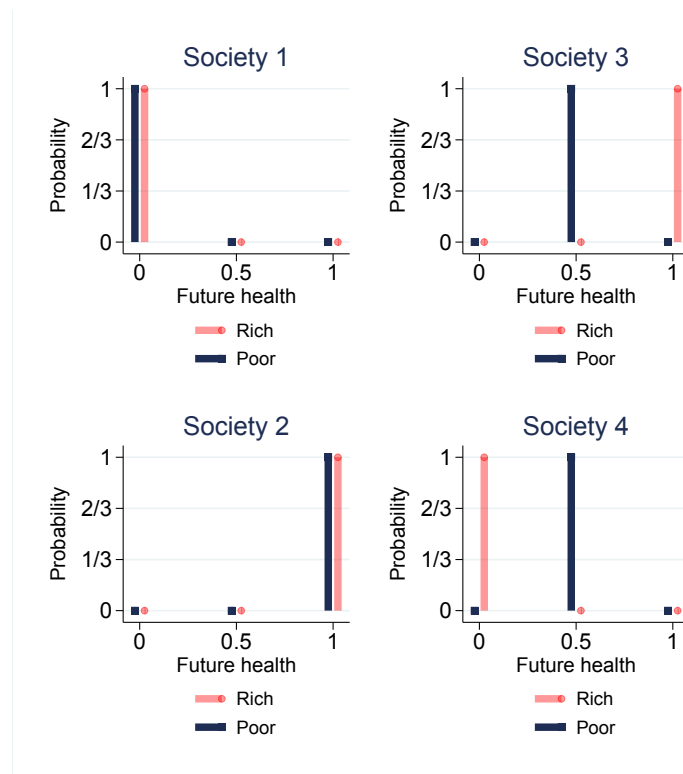 Society 1
Probability
1
2/3
1/3
0
0 0.5 1
Future health
Rich
Poor
Society 3
Probability
1
2/3
1/3
0
0 0.5 1
Future health
Rich
Poor
Society 2
Probability
1
2/3
1/3
0
0 0.5 1
Future health
Rich
Poor
Society 4
Probability
1
2/3
1/3
0
0 0.5 1
Future health
Rich
Poor